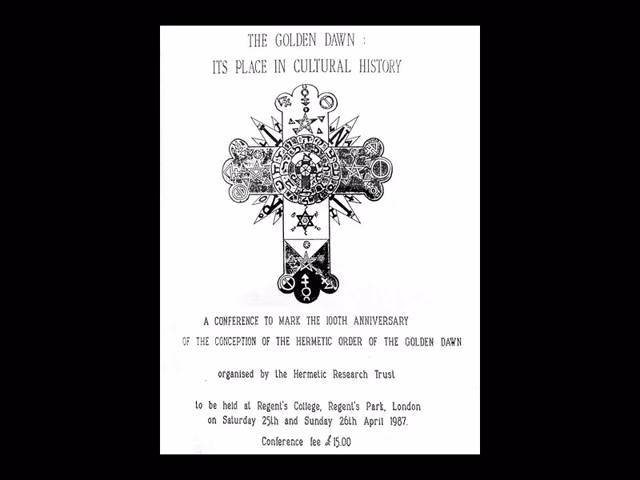 THE GOLDEN DAWN :
ITS PLACE IN CULTURAL HISTORY
A CONFERENCE TO MARK THE 100TH ANNIVERSARY
OF THE CONCEPTION OF THE HERMETIC ORDER OF THE GOLDEN DAWN
organised by the Hermetic Research Trust
to be held at Regent's College, Regent's Park, London
on Saturday 25th and Sunday 26th April 1987.
Conference fee £15.00